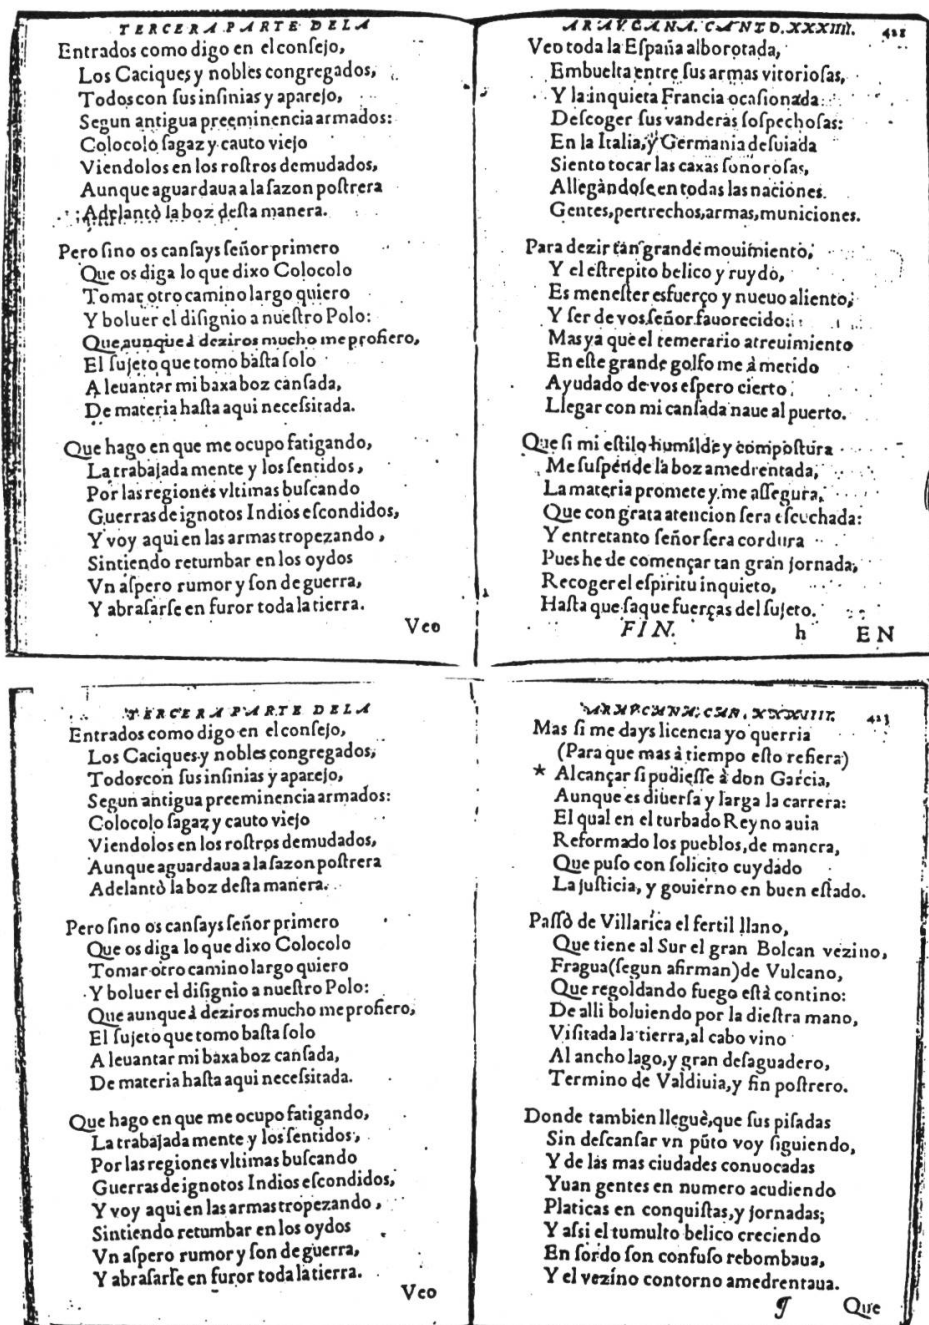 TERCERA PARTE DELA
Entrados como digo en el conſejo,
Los Caciques y nobles congregados,
Todos con ſus inſinias y aparejo,
Segun antigua preeminencia armados:
Colocolo ſagaz y cauto viejo
Viendolos en los roſtros demudados,
Aunque aguardaua a la ſazon poſtrera
Adelantò la boz deſta manera.
Pero ſino os canſays ſeñor primero
Que os diga lo que dixo Colocolo
Tomar otro camino largo quiero
Y boluer el diſignio a nueſtro Polo:
Que aunque à deziros mucho me profiero,
El ſujeto que tomo baſta ſolo
A leuantar mi baxa boz canſada,
De materia haſta aqui neceſsitada.
Que hago en que me ocupo fatigando,
La trabajada mente y los ſentidos,
Por las regiones vltimas buſcando
Guerras de ignotos Indios eſcondidos,
Y voy aqui en las armas tropezando,
Sintiendo retumbar en los oydos
Vn aſpero rumor y ſon de guerra,
Y abraſarſe en furor toda la tierra.
Veo
ARAVCANA. CANTO. XXXIIII. 421
Veo toda la Eſpaña alborotada,
Embuelta entre ſus armas vitorioſas,
Y la inquieta Francia ocaſionada:
Deſcoger ſus vanderas ſoſpechoſas:
En la Italia, y Germania deſuiada
Siento tocar las caxas ſonoroſas,
Allegàndoſe en todas las naciones.
Gentes, pertrechos, armas, municiones.
Para dezir tan grande mouimiento,
Y el eſtrepito belico y ruydo,
Es meneſter esfuerço y nueuo aliento,
Y ſer de vos ſeñor fauorecido:
Mas ya que el temerario atreuimiento
En eſte grande golfo me à metido
Ayudado de vos eſpero cierto
Llegar con mi canſada naue al puerto.
Que ſi mi eſtilo humilde y compoſtura
Me ſuſpende la boz amedrentada,
La materia promete y me aſſegura,
Que con grata atencion ſera eſcuchada:
Y entretanto ſeñor ſera cordura
Pues he de començar tan gran jornada,
Recoger el eſpiritu inquieto,
Haſta que ſaque fuerças del ſujeto.
FIN. h EN
TERCERA PARTE DELA
Entrados como digo en el conſejo,
Los Caciques y nobles congregados,
Todos con ſus inſinias y aparejo,
Segun antigua preeminencia armados:
Colocolo ſagaz y cauto viejo
Viendolos en los roſtros demudados,
Aunque aguardaua a la ſazon poſtrera
Adelantò la boz deſta manera.
Pero ſino os canſays ſeñor primero
Que os diga lo que dixo Colocolo
Tomar otro camino largo quiero
Y boluer el diſignio a nueſtro Polo:
Que aunque à deziros mucho me profiero,
El ſujeto que tomo baſta ſolo
A leuantar mi baxa boz canſada,
De materia haſta aqui neceſsitada.
Que hago en que me ocupo fatigando,
La trabajada mente y los ſentidos,
Por las regiones vltimas buſcando
Guerras de ignotos Indios eſcondidos,
Y voy aqui en las armas tropezando,
Sintiendo retumbar en los oydos
Vn aſpero rumor y ſon de guerra,
Y abraſarſe en furor toda la tierra.
Veo
XXXIIII.
Mas ſi me days licencia yo querria
(Para que mas à tiempo eſto refiera)
* Alcançar ſi pudieſſe à don Garcia,
Aunque es diuerſa y larga la carrera:
El qual en el turbado Reyno auia
Reformado los pueblos, de manera,
Que puſo con ſolicito cuydado
La juſticia, y gouierno en buen eſtado.
Paſſò de Villarica el fertil llano,
Que tiene al Sur el gran Bolcan vezino,
Fragua (ſegun afirman) de Vulcano,
Que regoldando fuego eſtà contino:
De alli boluiendo por la dieſtra mano,
Viſitada la tierra, al cabo vino
Al ancho lago, y gran deſaguadero,
Termino de Valdiuia, y fin poſtrero.
Donde tambien lleguè, que ſus piſadas
Sin deſcanſar vn pũto voy ſiguiendo,
Y de las mas ciudades conuocadas
Yuan gentes en numero acudiendo
Platicas en conquiſtas, y jornadas;
Y aſsi el tumulto belico creciendo
En ſordo ſon confuſo rebombaua,
Y el vezino contorno amedrentaua.
¶ Que